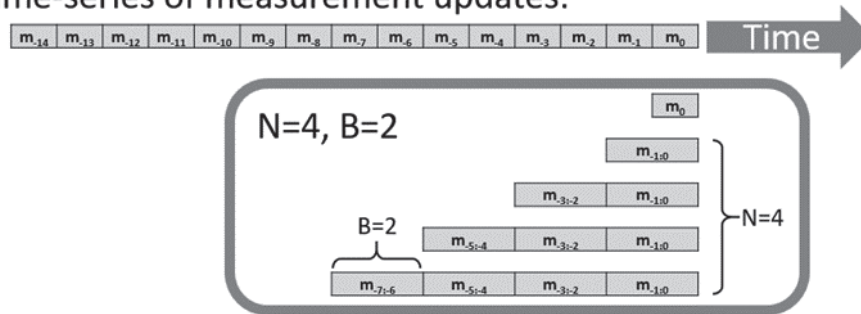 me-series of measurement updates:
m-14 m-13 m-12 m-11 m-10 m-9 m-8 m-7 m-6 m-5 m-4 m-3 m-2 m-1 m0 Time
m0
N=4, B=2
m-1:0
m-3:-2 m-1:0
N=4
B=2
m-5:-4 m-3:-2 m-1:0
m-7:-6 m-5:-4 m-3:-2 m-1:0